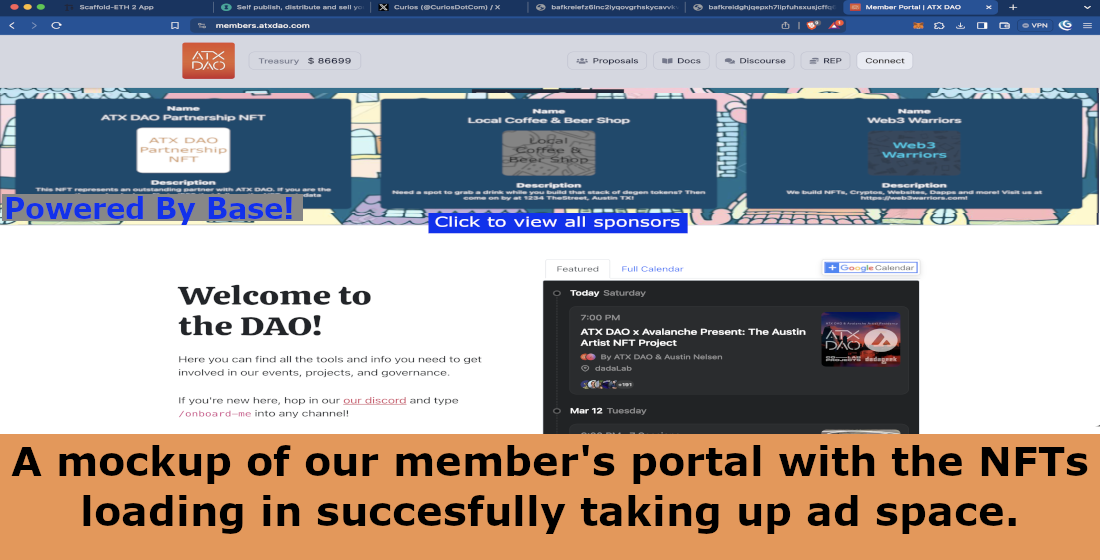 Scaffold-ETH 2 App
Self publish, distribute and sell yo
Curios (@CuriosDotCom) / X
Member Portal | ATX DAO
members.atxdao.com
VPN
ATX
DAO
Treasury $ 86699
Proposals
Docs
Discourse
REP
Connect
Name
ATX DAO Partnership NFT
ATX DAO
Partnership
NFT
Description
This NFT represents an outstanding partner with ATX DAO. If you are the
data
Name
Local Coffee & Beer Shop
Local
Coffee &
Beer Shop
Description
Need a spot to grab a drink while you build that stack of degen tokens? Then
come on by at 1234 TheStreet, Austin TX!
Name
Web3 Warriors
Web3
Warriors
Description
We build NFTs, Cryptos, Websites, Dapps and more! Visit us at
https://web3warriors.com!
Powered By Base!
Click to view all sponsors
Welcome to
the DAO!
Here you can find all the tools and info you need to get
involved in our events, projects, and governance.
If you're new here, hop in our our discord and type
/onboard-me into any channel!
Featured
Full Calendar
Google Calendar
Today Saturday
7:00 PM
ATX DAO x Avalanche Present: The Austin
Artist NFT Project
By ATX DAO & Austin Nelsen
dadaLab
+191
ATX
DAO
dadageek
Mar 12 Tuesday
A mockup of our member's portal with the NFTs
loading in succesfully taking up ad space.